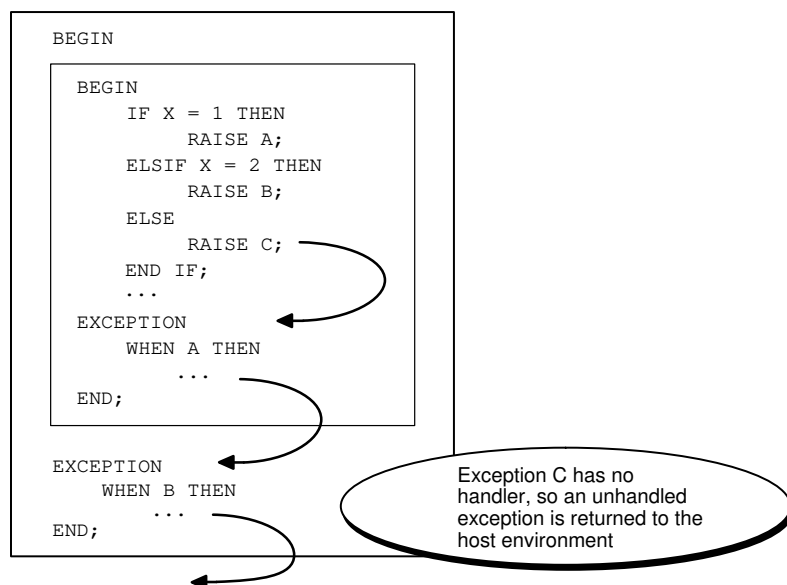 BEGIN
BEGIN
IF X = 1 THEN
RAISE A;
ELSIF X = 2 THEN
RAISE B;
ELSE
RAISE C;
END IF;
...
EXCEPTION
WHEN A THEN
...
END;
EXCEPTION
WHEN B THEN
...
END;
Exception C has no
handler, so an unhandled
exception is returned to the
host environment